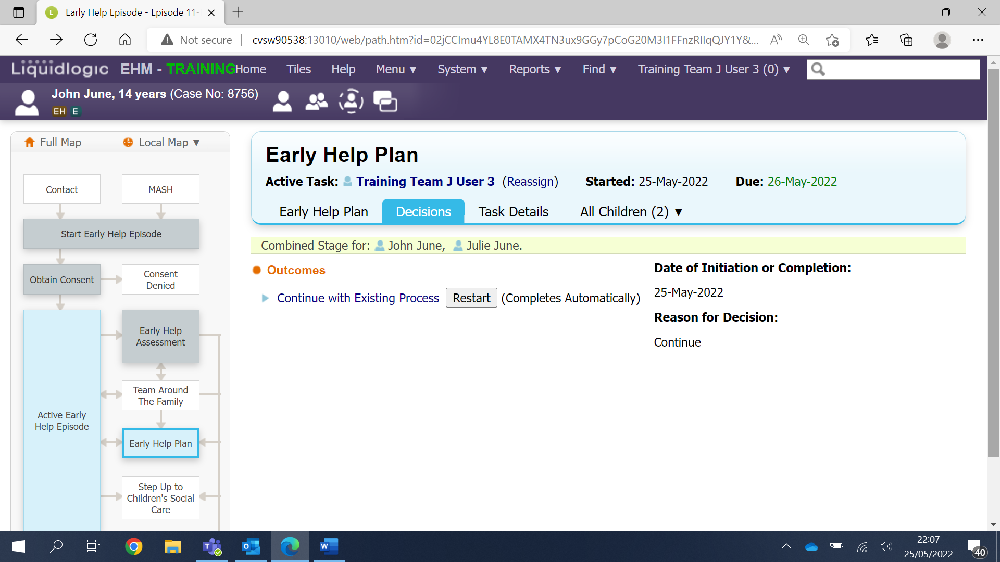 Early Help Episode - Episode 11-
Not secure
cvsw90538:13010/web/path.htm?id=02jCCImu4YL8E0TAMX4TN3ux9GGy7pCoG20M3I1FFnzRIIqQJY1Y&...
Liquidlogic EHM - TRAINING Home Tiles Help Menu ▼ System ▼ Reports ▼ Find ▼ Training Team J User 3 (0) ▼
John June, 14 years (Case No: 8756)
EH E
Full Map Local Map ▼
Contact
MASH
Start Early Help Episode
Obtain Consent
Consent
Denied
Early Help
Assessment
Team Around
The Family
Active Early
Help Episode
Early Help Plan
Step Up to
Children's Social
Care
Early Help Plan
Active Task: Training Team J User 3 (Reassign) Started: 25-May-2022 Due: 26-May-2022
Early Help Plan Decisions Task Details All Children (2) ▼
Combined Stage for: John June, Julie June.
Outcomes
Continue with Existing Process Restart (Completes Automatically)
Date of Initiation or Completion:
25-May-2022
Reason for Decision:
Continue
22:07
25/05/2022
40